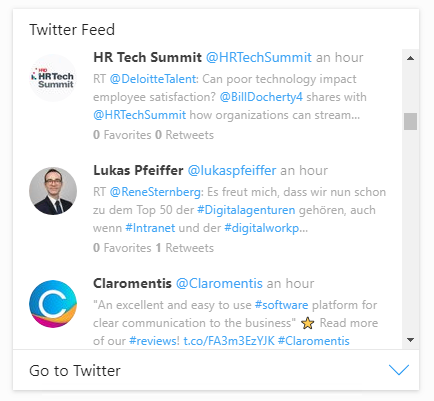 Twitter Feed
HR Tech Summit @HRTechSummit an hour
HRD
HRTech
Summit
RT @DeloitteTalent: Can poor technology impact
employee satisfaction? @BillDocherty4 shares with
@HRTechSummit how organizations can stream...
0 Favorites 0 Retweets
Lukas Pfeiffer @lukaspfeiffer an hour
RT @ReneSternberg: Es freut mich, dass wir nun schon
zu dem Top 50 der #Digitalagenturen gehören, auch
wenn #Intranet und der #digitalworkp...
0 Favorites 1 Retweets
Claromentis @Claromentis an hour
"An excellent and easy to use #software platform for
clear communication to the business" ⭐ Read more
of our #reviews! t.co/FA3m3EzYJK #Claromentis
Go to Twitter